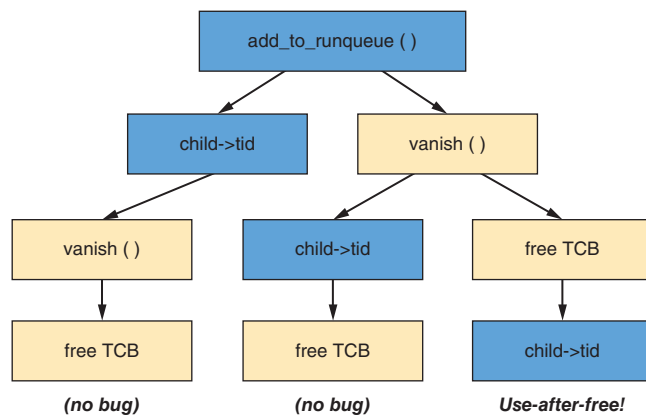 add_to_runqueue ( )
child->tid
vanish ( )
vanish ( )
child->tid
free TCB
free TCB
free TCB
child->tid
(no bug)
(no bug)
Use-after-free!